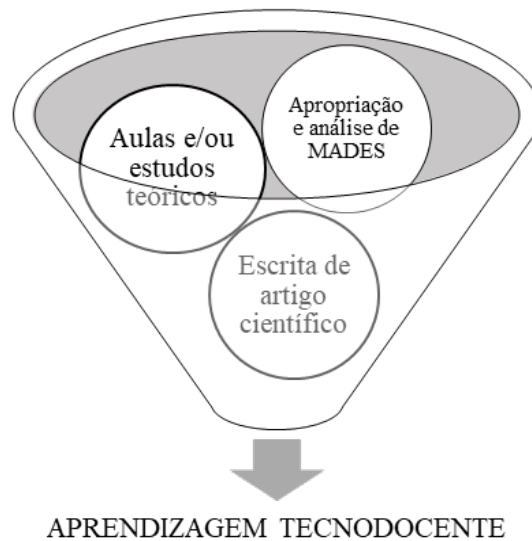 Aulas e/ou
estudos
teóricos
Apropriação
e análise de
MADES
Escrita de
artigo
científico
APRENDIZAGEM TECNODOCENTE